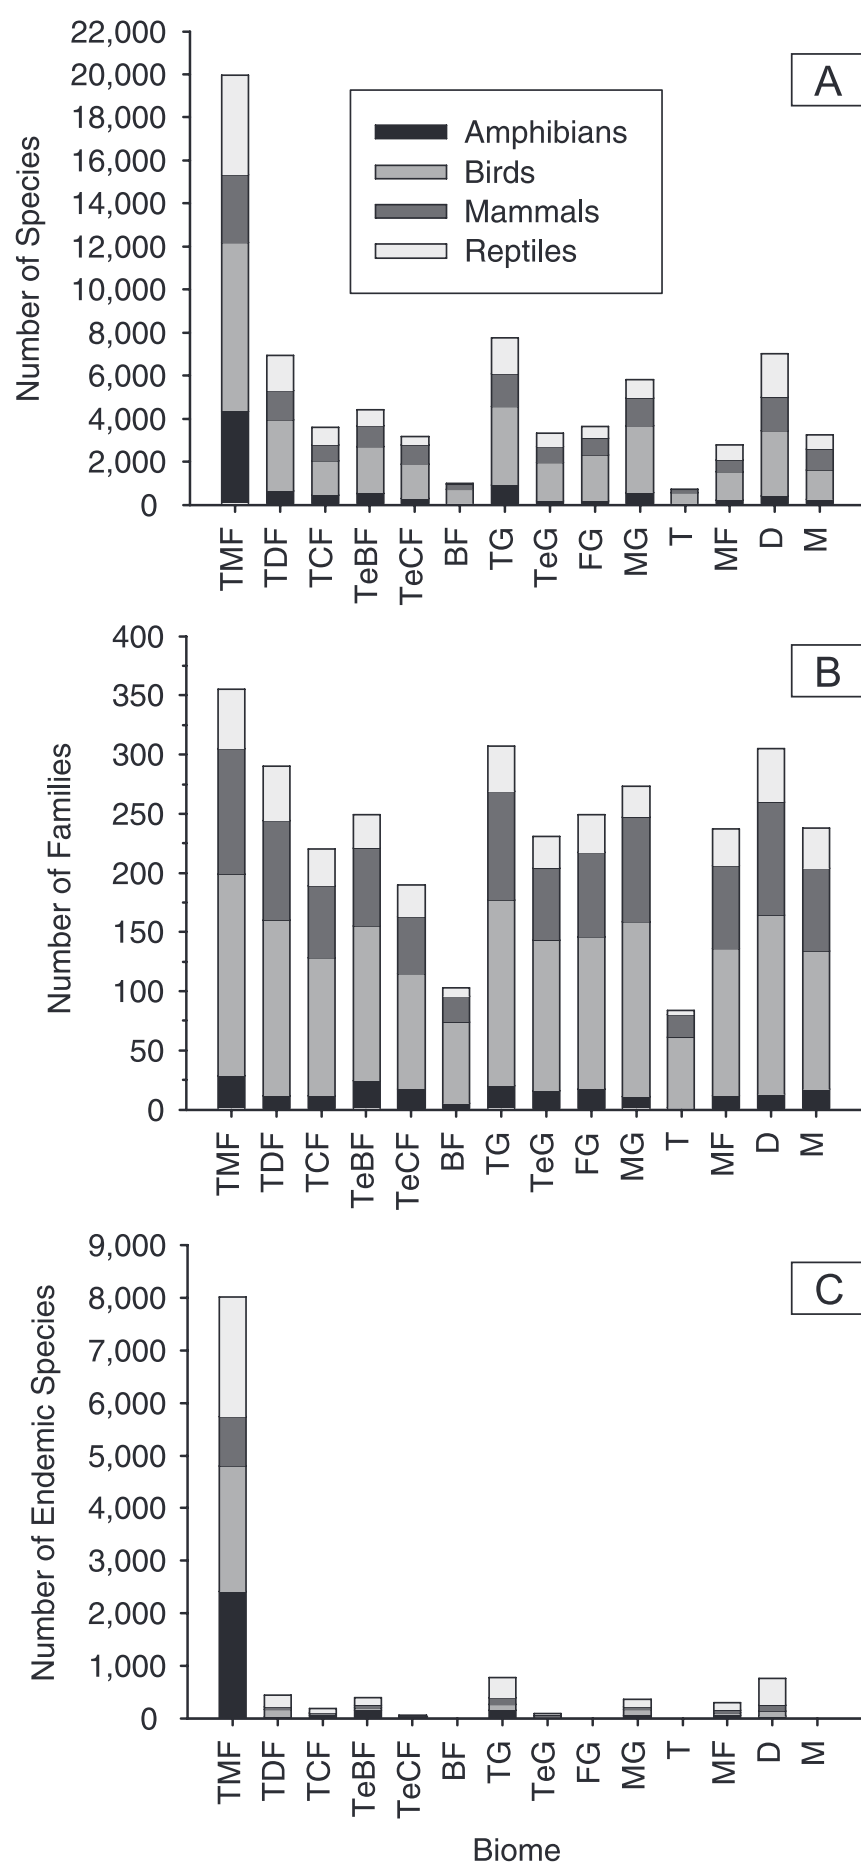 22,000
20,000
18,000
16,000
14,000
12,000
10,000
8,000
6,000
4,000
2,000
0
Number of Species
A
Amphibians
Birds
Mammals
Reptiles
TMF TDF TCF TeBF TeCF BF TG TeG FG MG T MF D M
400
350
300
250
200
150
100
50
0
Number of Families
B
TMF TDF TCF TeBF TeCF BF TG TeG FG MG T MF D M
9,000
8,000
7,000
6,000
5,000
4,000
3,000
2,000
1,000
0
Number of Endemic Species
C
TMF TDF TCF TeBF TeCF BF TG TeG FG MG T MF D M
Biome